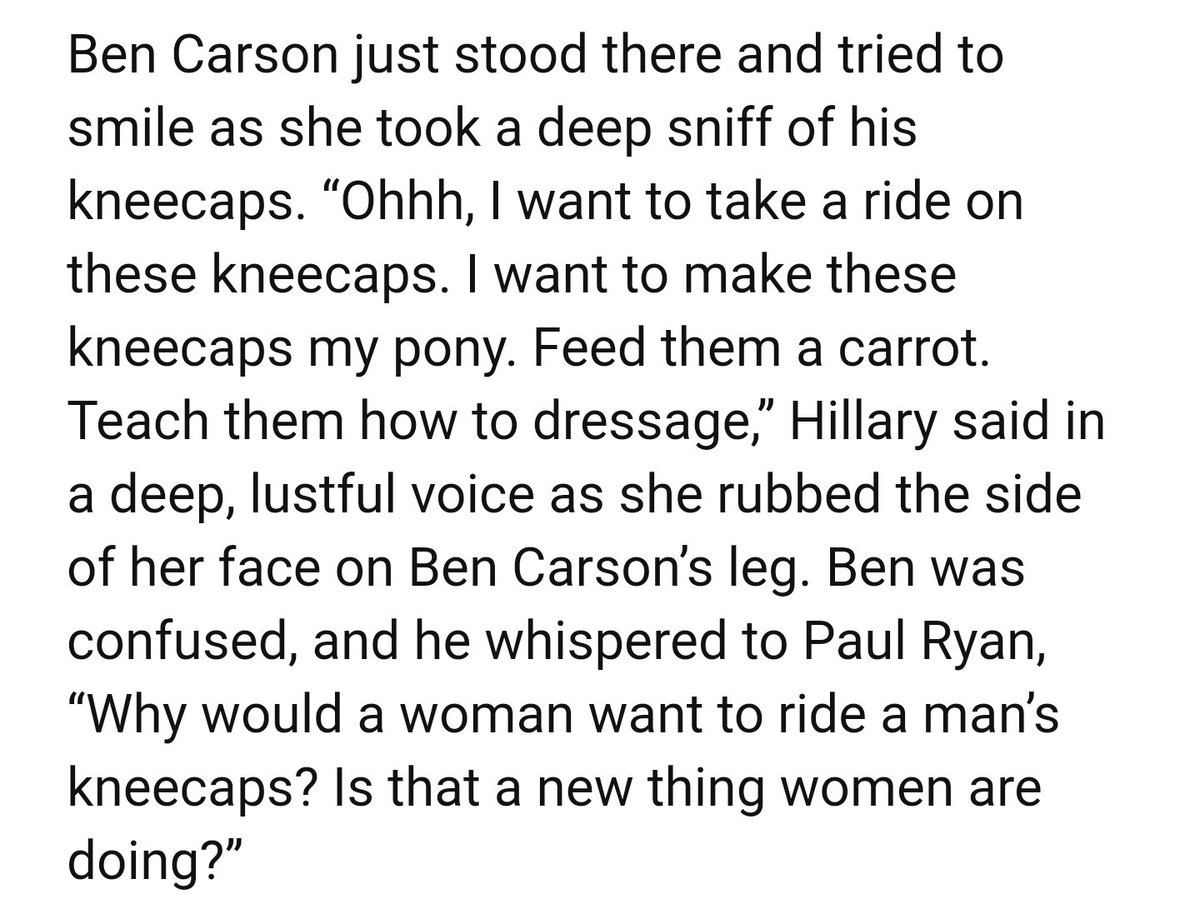 Ben Carson just stood there and tried to
smile as she took a deep sniff of his
kneecaps. “Ohhh, I want to take a ride on
these kneecaps. I want to make these
kneecaps my pony. Feed them a carrot.
Teach them how to dressage,” Hillary said in
a deep, lustful voice as she rubbed the side
of her face on Ben Carson’s leg. Ben was
confused, and he whispered to Paul Ryan,
“Why would a woman want to ride a man’s
kneecaps? Is that a new thing women are
doing?”